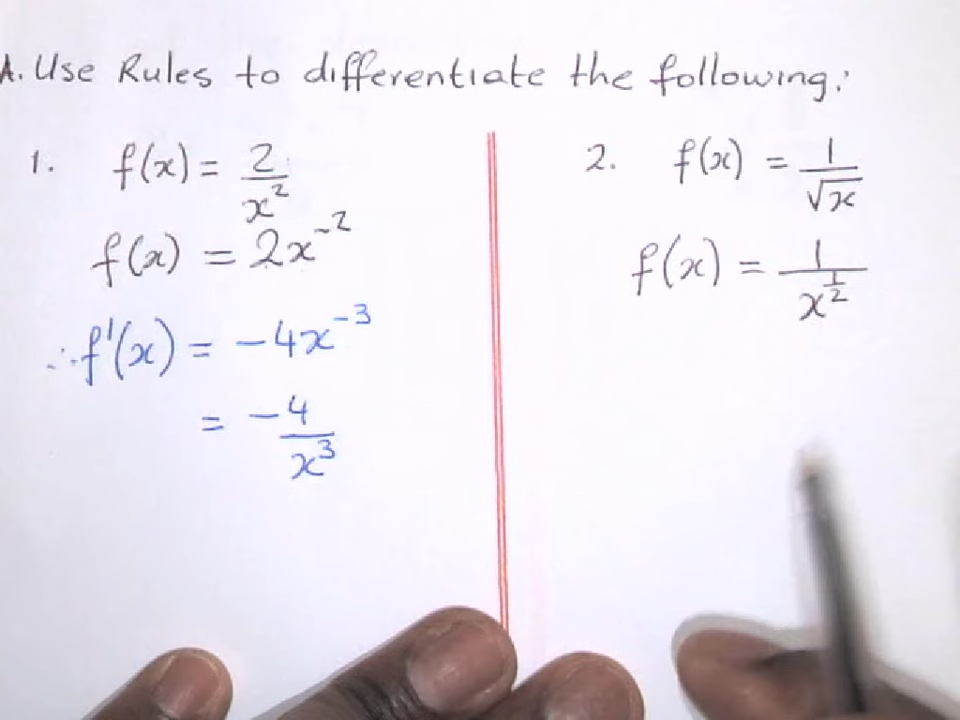 A. Use Rules to differentiate the following:
1. f(x) = 2/x²
f(x) = 2x⁻²
∴ f'(x) = -4x⁻³
= -4/x³
2. f(x) = 1/√x
f(x) = 1/x^(1/2)